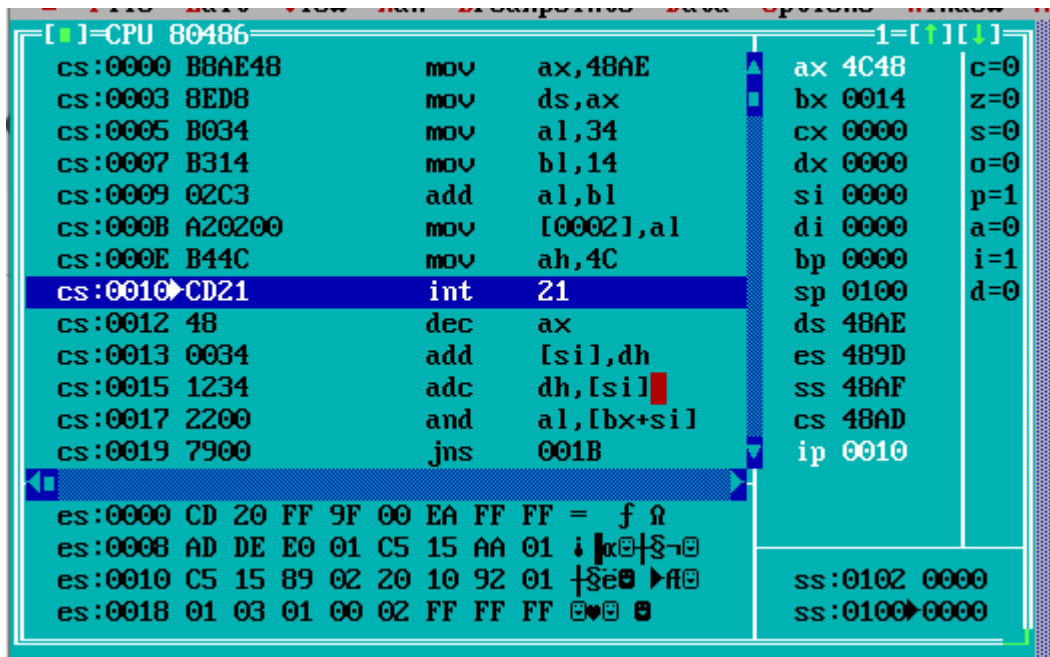 [■]=CPU 80486 1=[↑][↓]
cs:0000 B8AE48 mov ax,48AE
cs:0003 8ED8 mov ds,ax
cs:0005 B034 mov al,34
cs:0007 B314 mov bl,14
cs:0009 02C3 add al,bl
cs:000B A20200 mov [0002],al
cs:000E B44C mov ah,4C
cs:0010►CD21 int 21
cs:0012 48 dec ax
cs:0013 0034 add [si],dh
cs:0015 1234 adc dh,[si]
cs:0017 2200 and al,[bx+si]
cs:0019 7900 jns 001B
ax 4C48 c=0
bx 0014 z=0
cx 0000 s=0
dx 0000 o=0
si 0000 p=1
di 0000 a=0
bp 0000 i=1
sp 0100 d=0
ds 48AE
es 489D
ss 48AF
cs 48AD
ip 0010
es:0000 CD 20 FF 9F 00 EA FF FF = ƒ Ω
es:0008 AD DE E0 01 C5 15 AA 01 ¡▐α☺┼§¬☺
es:0010 C5 15 89 02 20 10 92 01 ┼§ë☻ ►Æ☺
es:0018 01 03 01 00 02 FF FF FF ☺♥☺ ☻
ss:0102 0000
ss:0100►0000